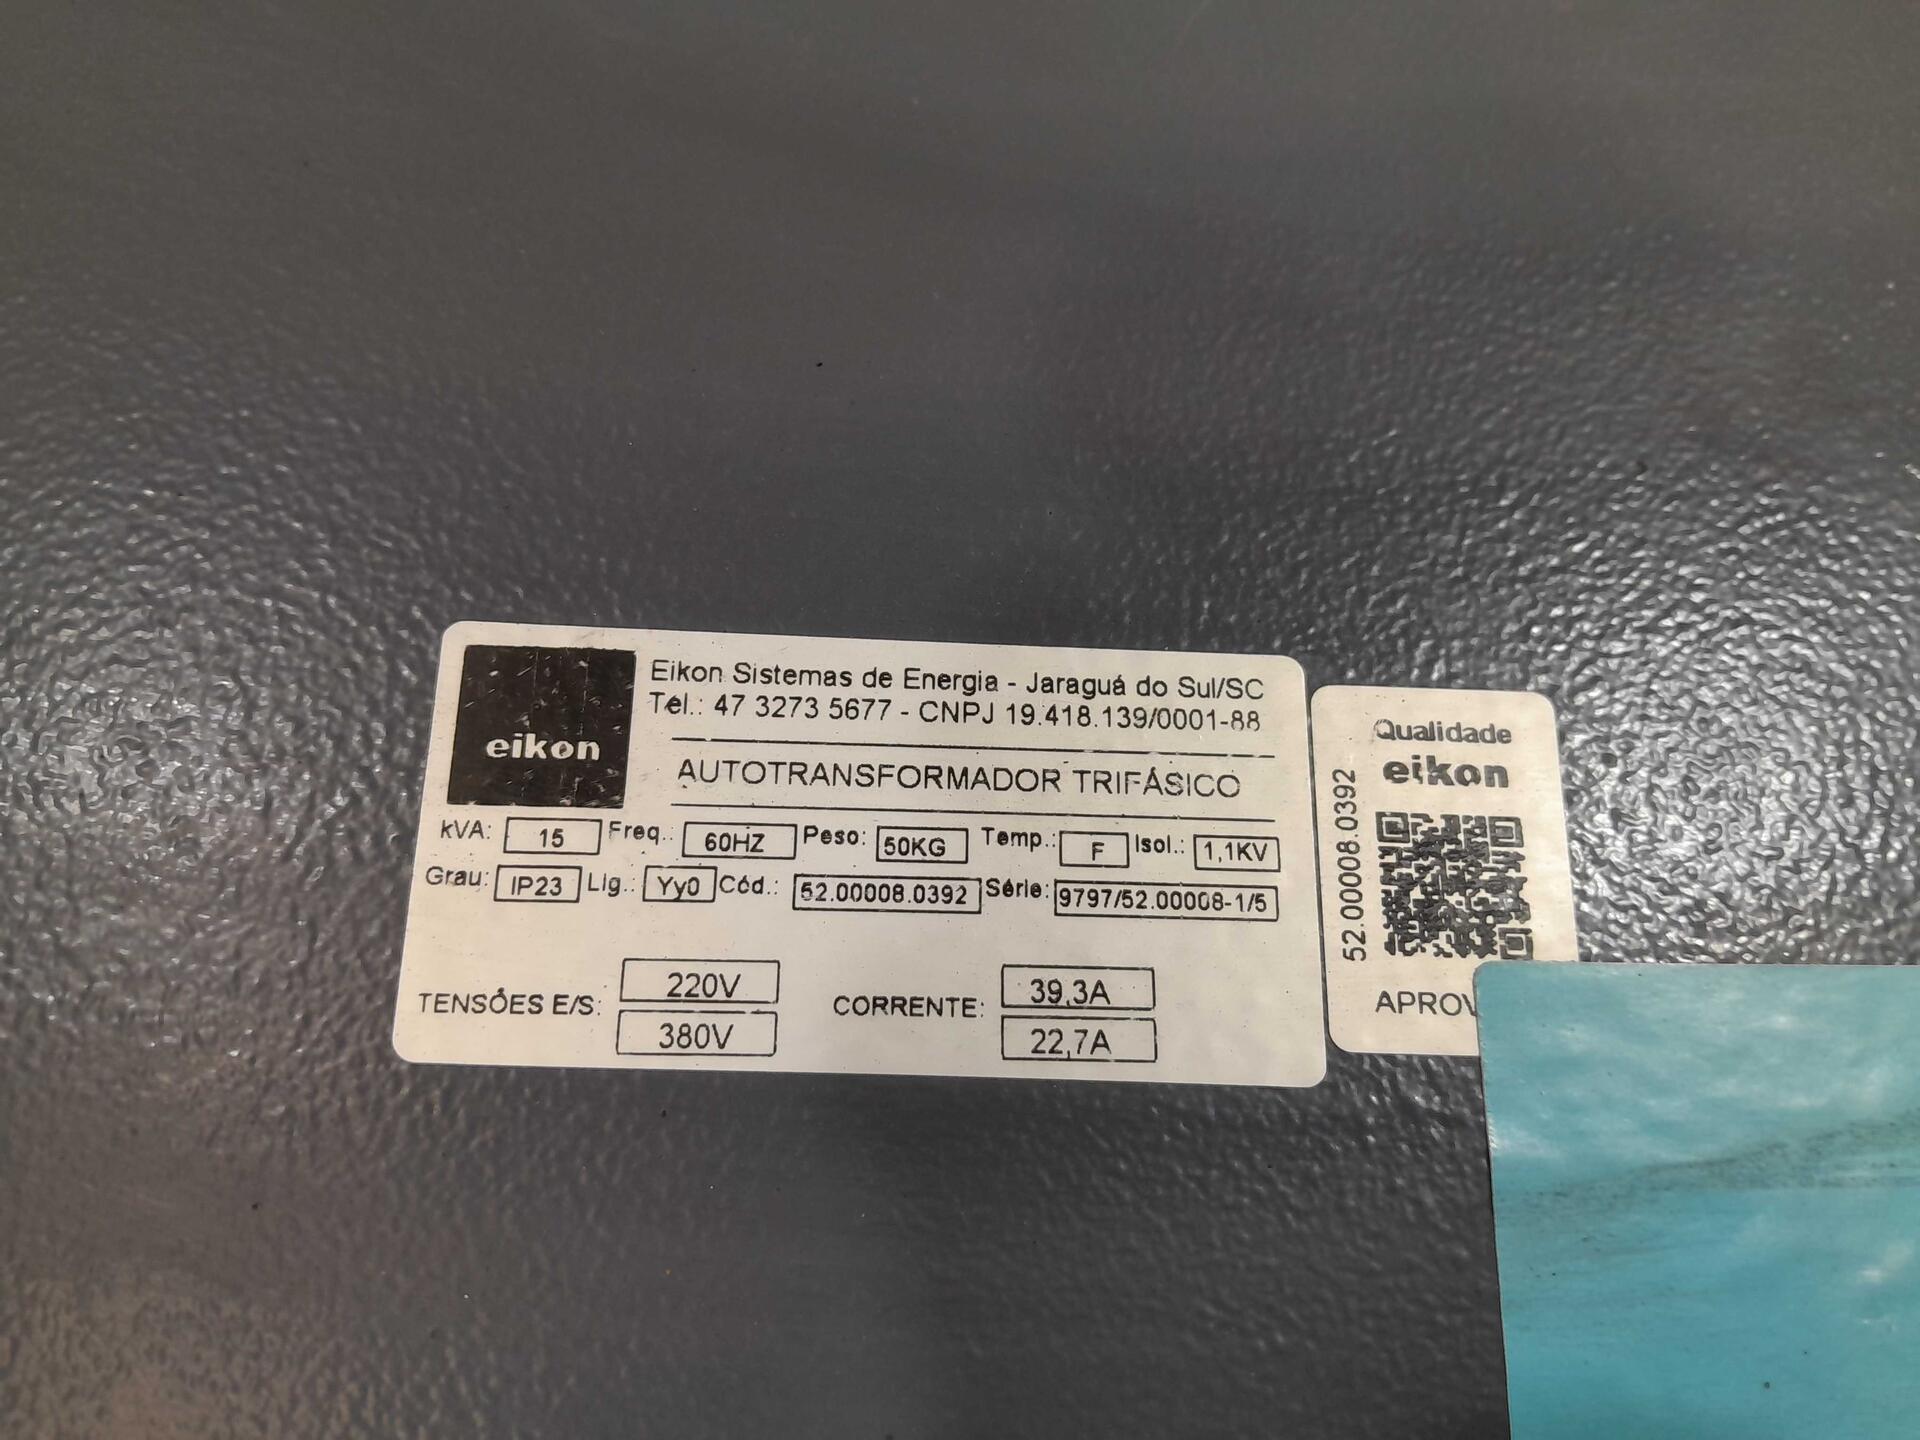 eikon
Eikon Sistemas de Energia - Jaraguá do Sul/SC
Tel.: 47 3273 5677 - CNPJ 19.418.139/0001-88
AUTOTRANSFORMADOR TRIFÁSICO
kVA: 15 Freq.: 60HZ Peso: 50KG Temp.: F Isol.: 1,1KV
Grau: IP23 Lig.: Yy0 Cód.: 52.00008.0392 Série: 9797/52.00008-1/5
TENSÕES E/S: 220V CORRENTE: 39,3A
380V 22,7A
Qualidade
eikon
52.00008.0392
APROV